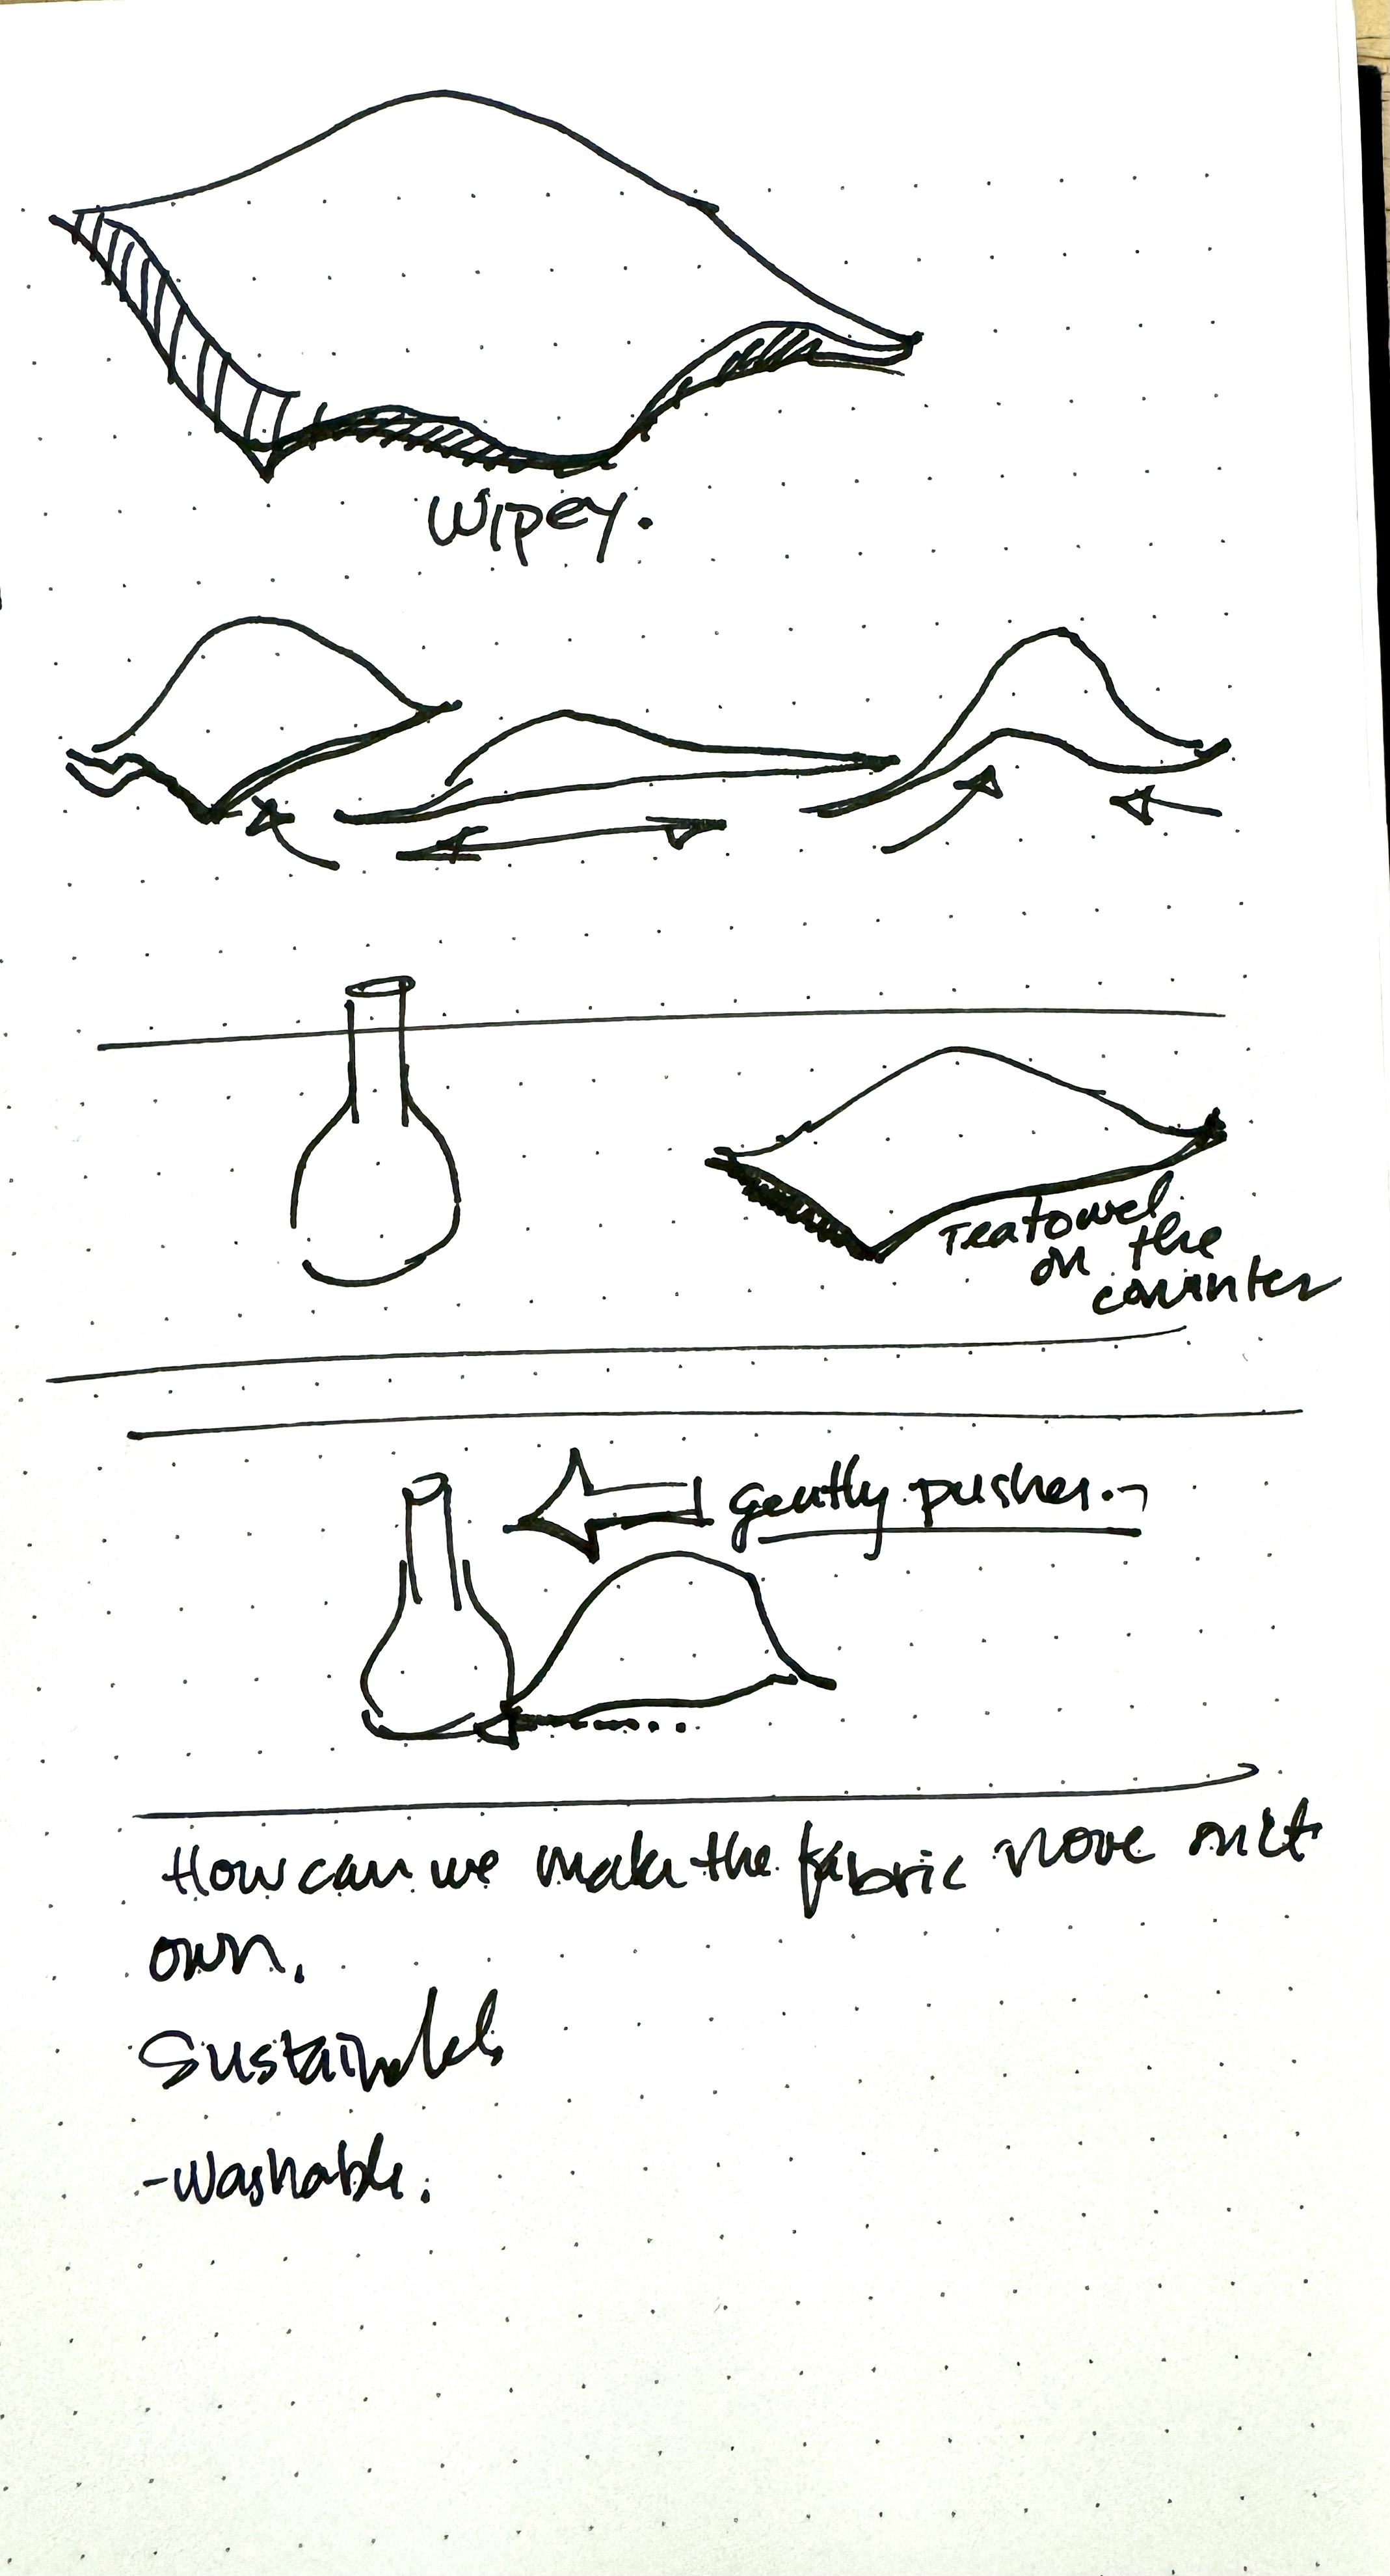 Wipey.
Teatowel
on the
counter
gently pushes.
How can we make the fabric move on it
own.
Sustainable
-washable.